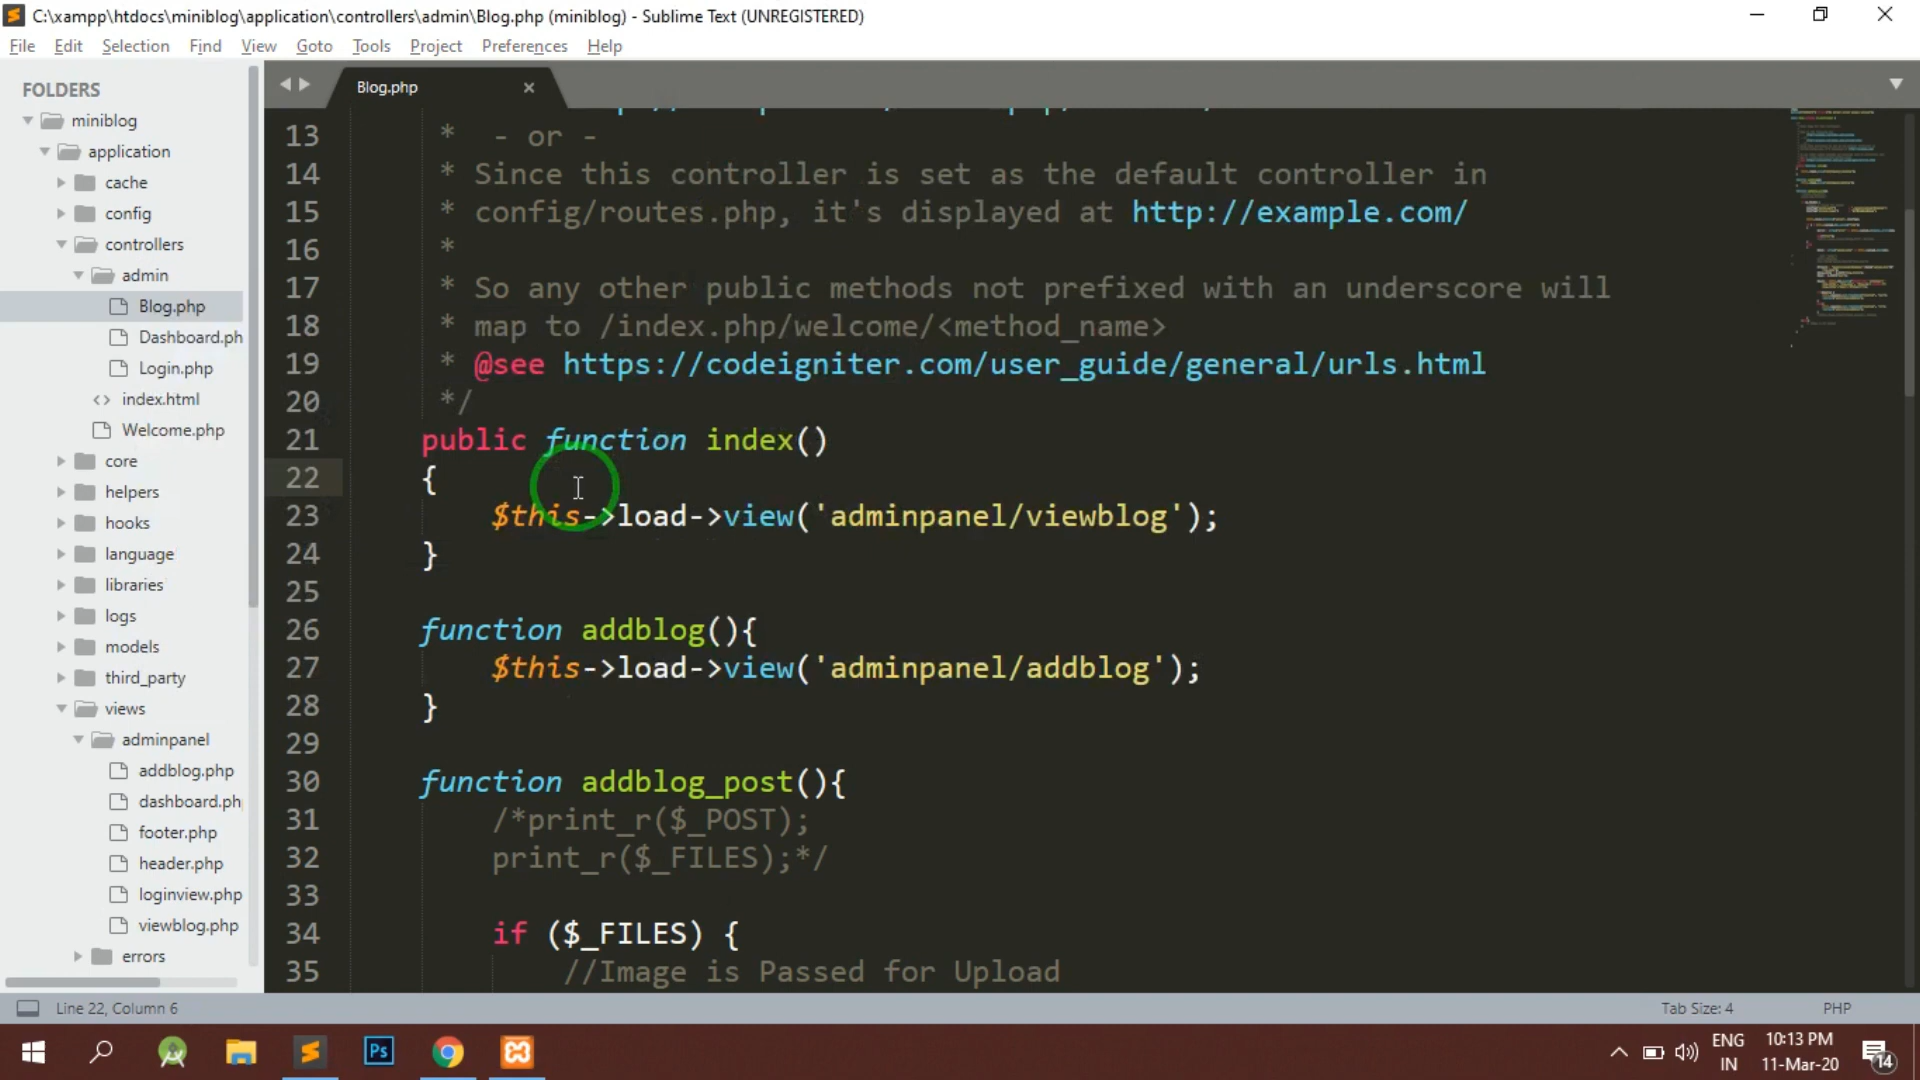 C:\xampp\htdocs\miniblog\application\controllers\admin\Blog.php (miniblog) - Sublime Text (UNREGISTERED)
File Edit Selection Find View Goto Tools Project Preferences Help
FOLDERS
miniblog
application
cache
config
controllers
admin
Blog.php
Dashboard.ph
Login.php
index.html
Welcome.php
core
helpers
hooks
language
libraries
logs
models
third_party
views
adminpanel
addblog.php
dashboard.ph
footer.php
header.php
loginview.php
viewblog.php
errors
Blog.php
13 * - or -
14 * Since this controller is set as the default controller in
15 * config/routes.php, it's displayed at http://example.com/
16 *
17 * So any other public methods not prefixed with an underscore will
18 * map to /index.php/welcome/<method_name>
19 * @see https://codeigniter.com/user_guide/general/urls.html
20 */
21 public function index()
22 {
23 $this->load->view('adminpanel/viewblog');
24 }
25
26 function addblog(){
27 $this->load->view('adminpanel/addblog');
28 }
29
30 function addblog_post(){
31 /*print_r($_POST);
32 print_r($_FILES);*/
33
34 if ($_FILES) {
35 //Image is Passed for Upload
Line 22, Column 6
Tab Size: 4
PHP
Ps
ENG
IN
10:13 PM
11-Mar-20
14